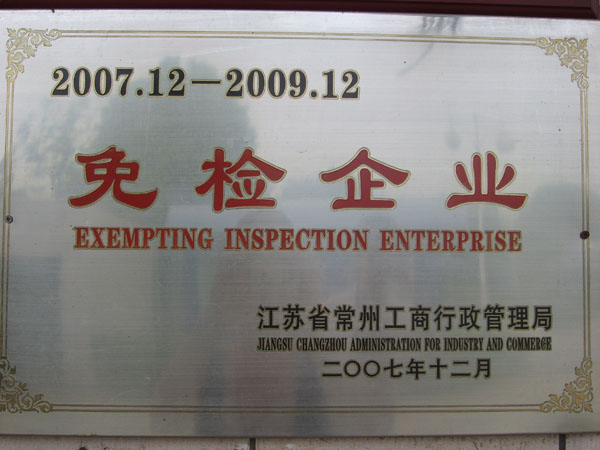 2007.12—2009.12
免检企业
EXEMPTING INSPECTION ENTERPRISE
江苏省常州工商行政管理局
JIANGSU CHANGZHOU ADMINISTRATION FOR INDUSTRY AND COMMERCE
二〇〇七年十二月